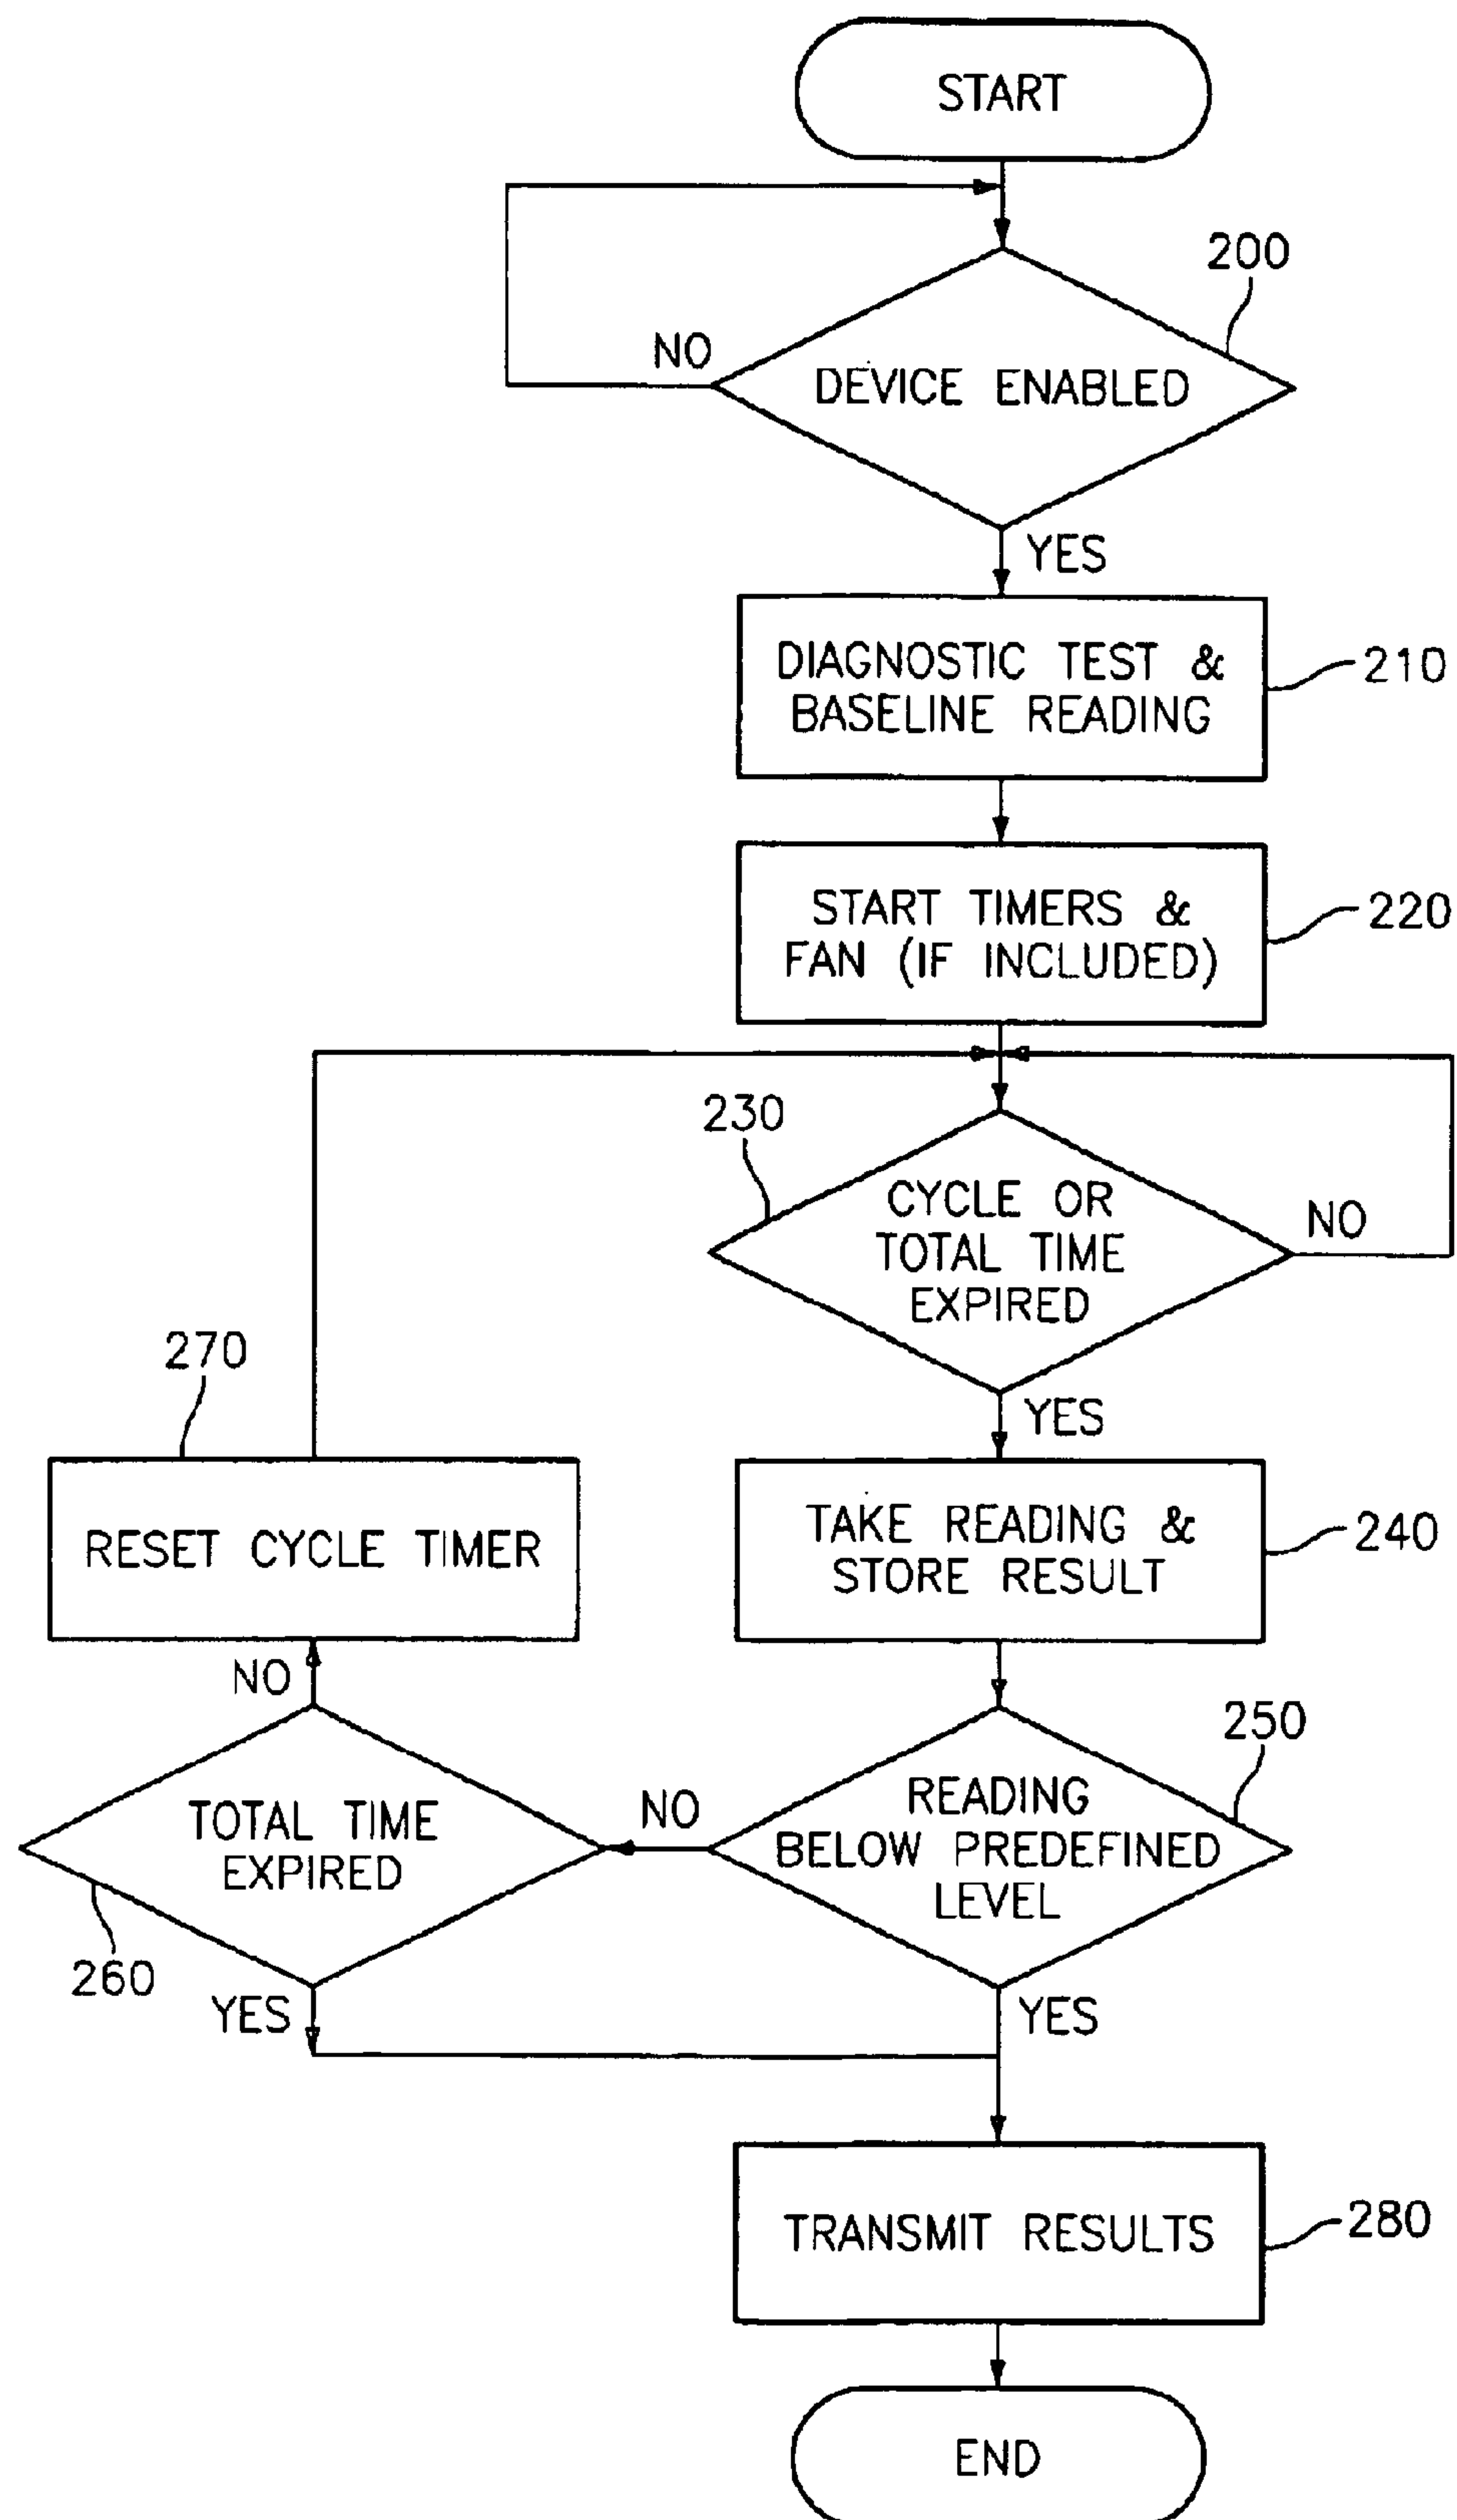 START
200
NO
DEVICE ENABLED
YES
DIAGNOSTIC TEST &
BASELINE READING
210
START TIMERS &
FAN (IF INCLUDED)
220
230
CYCLE OR
TOTAL TIME
EXPIRED
NO
YES
270
RESET CYCLE TIMER
TAKE READING &
STORE RESULT
240
NO
250
READING
BELOW PREDEFINED
LEVEL
NO
TOTAL TIME
EXPIRED
260
YES
YES
TRANSMIT RESULTS
280
END